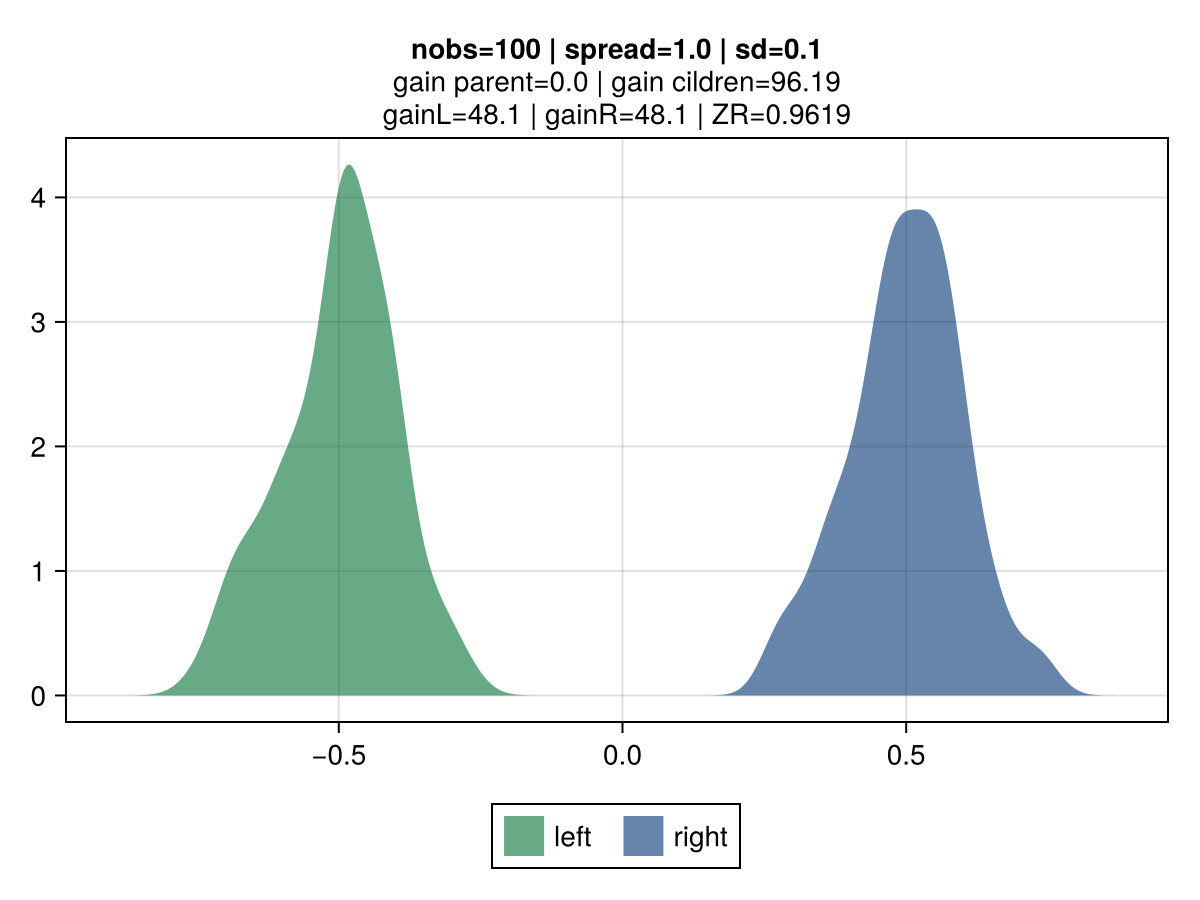 nobs=100 | spread=1.0 | sd=0.1
gain parent=0.0 | gain cildren=96.19
gainL=48.1 | gainR=48.1 | ZR=0.9619
4
3
2
1
0
−0.5
0.0
0.5
left
right